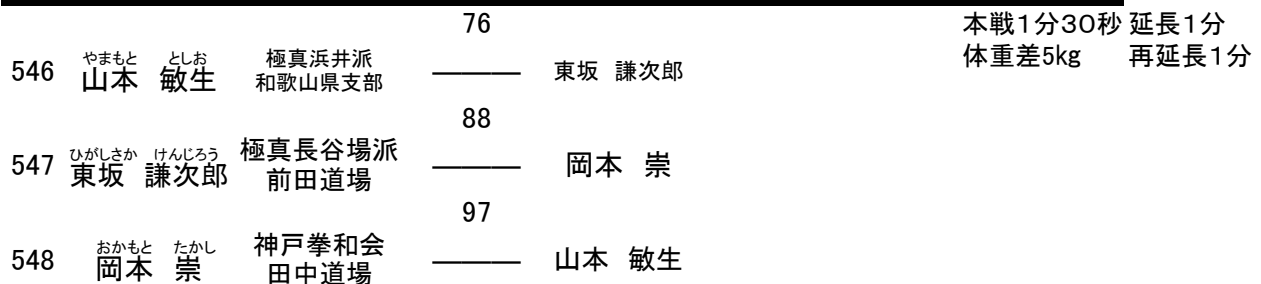 76
本戦1分30秒 延長1分
体重差5kg 再延長1分
やまもと としお
546 山本 敏生 極真浜井派 和歌山県支部 ――― 東坂 謙次郎
88
ひがしさか けんじろう
547 東坂 謙次郎 極真長谷場派 前田道場 ――― 岡本 崇
97
おかもと たかし
548 岡本 崇 神戸拳和会 田中道場 ――― 山本 敏生